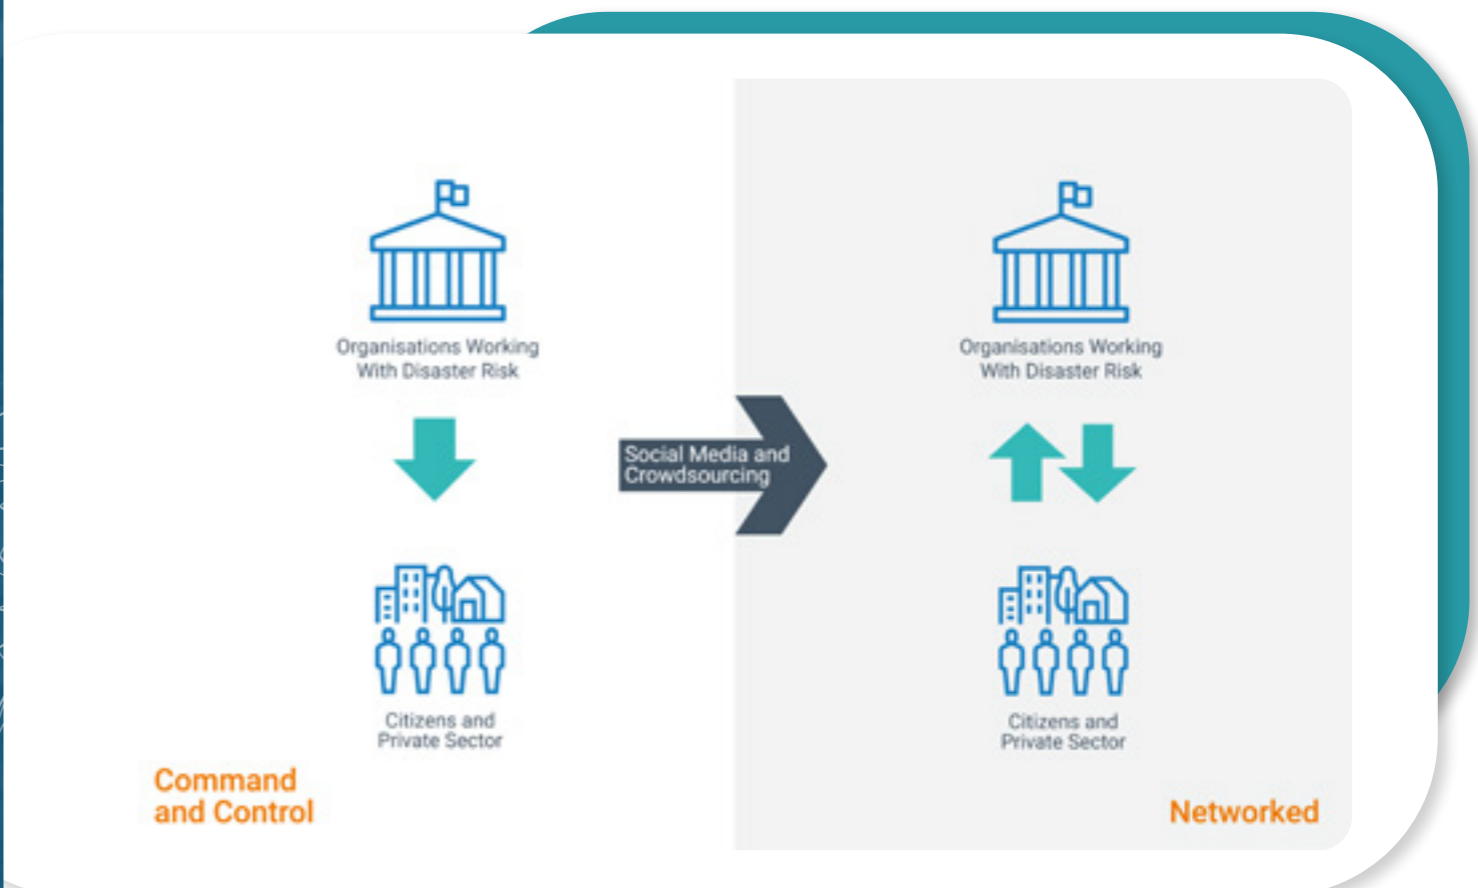 Organisations Working
With Disaster Risk
Citizens and
Private Sector
Command
and Control
Social Media and
Crowdsourcing
Organisations Working
With Disaster Risk
Citizens and
Private Sector
Networked